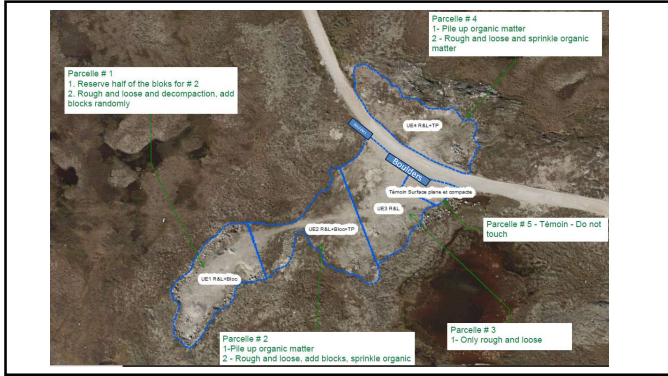 Parcelle # 4
1- Pile up organic matter
2 - Rough and loose and sprinkle organic
matter
Parcelle # 1
1. Reserve half of the bloks for # 2
2. Rough and loose and decompaction, add
blocks randomly
UE4 R&L+TP
Boulders
Témoin Surface plane et compacte
UE3 R&L
UE2 R&L+Bloc+TP
Parcelle # 5 - Témoin - Do not
touch
UE1 R&L+Bloc
Parcelle # 2
1-Pile up organic matter
2 - Rough and loose, add blocks, sprinkle organic
Parcelle # 3
1- Only rough and loose